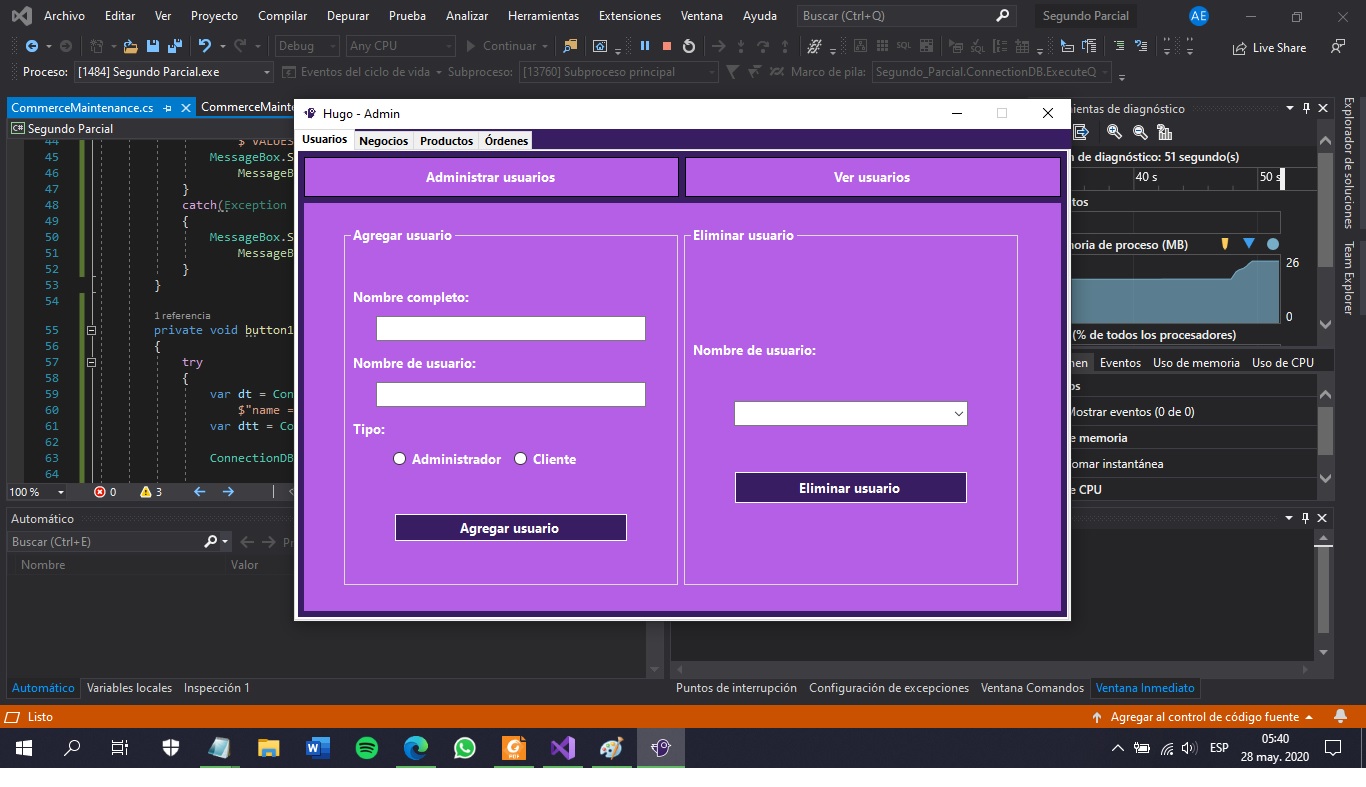 Archivo Editar Ver Proyecto Compilar Depurar Prueba Analizar Herramientas Extensiones Ventana Ayuda Buscar (Ctrl+Q) Segundo Parcial AE
Debug Any CPU Continuar SQL Live Share
Proceso: [1484] Segundo Parcial.exe Eventos del ciclo de vida Subproceso: [13760] Subproceso principal Marco de pila: Segundo_Parcial.ConnectionDB.ExecuteQ
CommerceMaintenance.cs CommerceMainte
C# Segundo Parcial
44 $"VALUES
45 MessageBox.S
46 MessageB
47 }
48 catch(Exception
49 {
50 MessageBox.S
51 MessageB
52 }
53 }
54
1 referencia
55 private void button1
56 {
57 try
58 {
59 var dt = Con
60 $"name =
61 var dtt = Co
62
63 ConnectionDB
64
100 % 0 3
Hugo - Admin
Usuarios Negocios Productos Órdenes
Administrar usuarios Ver usuarios
Agregar usuario
Nombre completo:
Nombre de usuario:
Tipo:
Administrador Cliente
Agregar usuario
Eliminar usuario
Nombre de usuario:
Eliminar usuario
ientas de diagnóstico
n de diagnóstico: 51 segundo(s)
40 s 50 s
tos
oria de proceso (MB)
26
0
(% de todos los procesadores)
men Eventos Uso de memoria Uso de CPU
os
Mostrar eventos (0 de 0)
e memoria
omar instantánea
e CPU
Explorador de soluciones
Team Explorer
Automático
Buscar (Ctrl+E) Pr
Nombre Valor
Automático Variables locales Inspección 1
Puntos de interrupción Configuración de excepciones Ventana Comandos Ventana Inmediato
Listo Agregar al control de código fuente
ESP 05:40
28 may. 2020